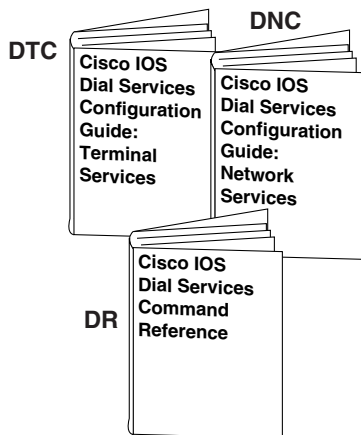 DTC
Cisco IOS
Dial Services
Configuration
Guide:
Terminal
Services
DNC
Cisco IOS
Dial Services
Configuration
Guide:
Network
Services
DR
Cisco IOS
Dial Services
Command
Reference